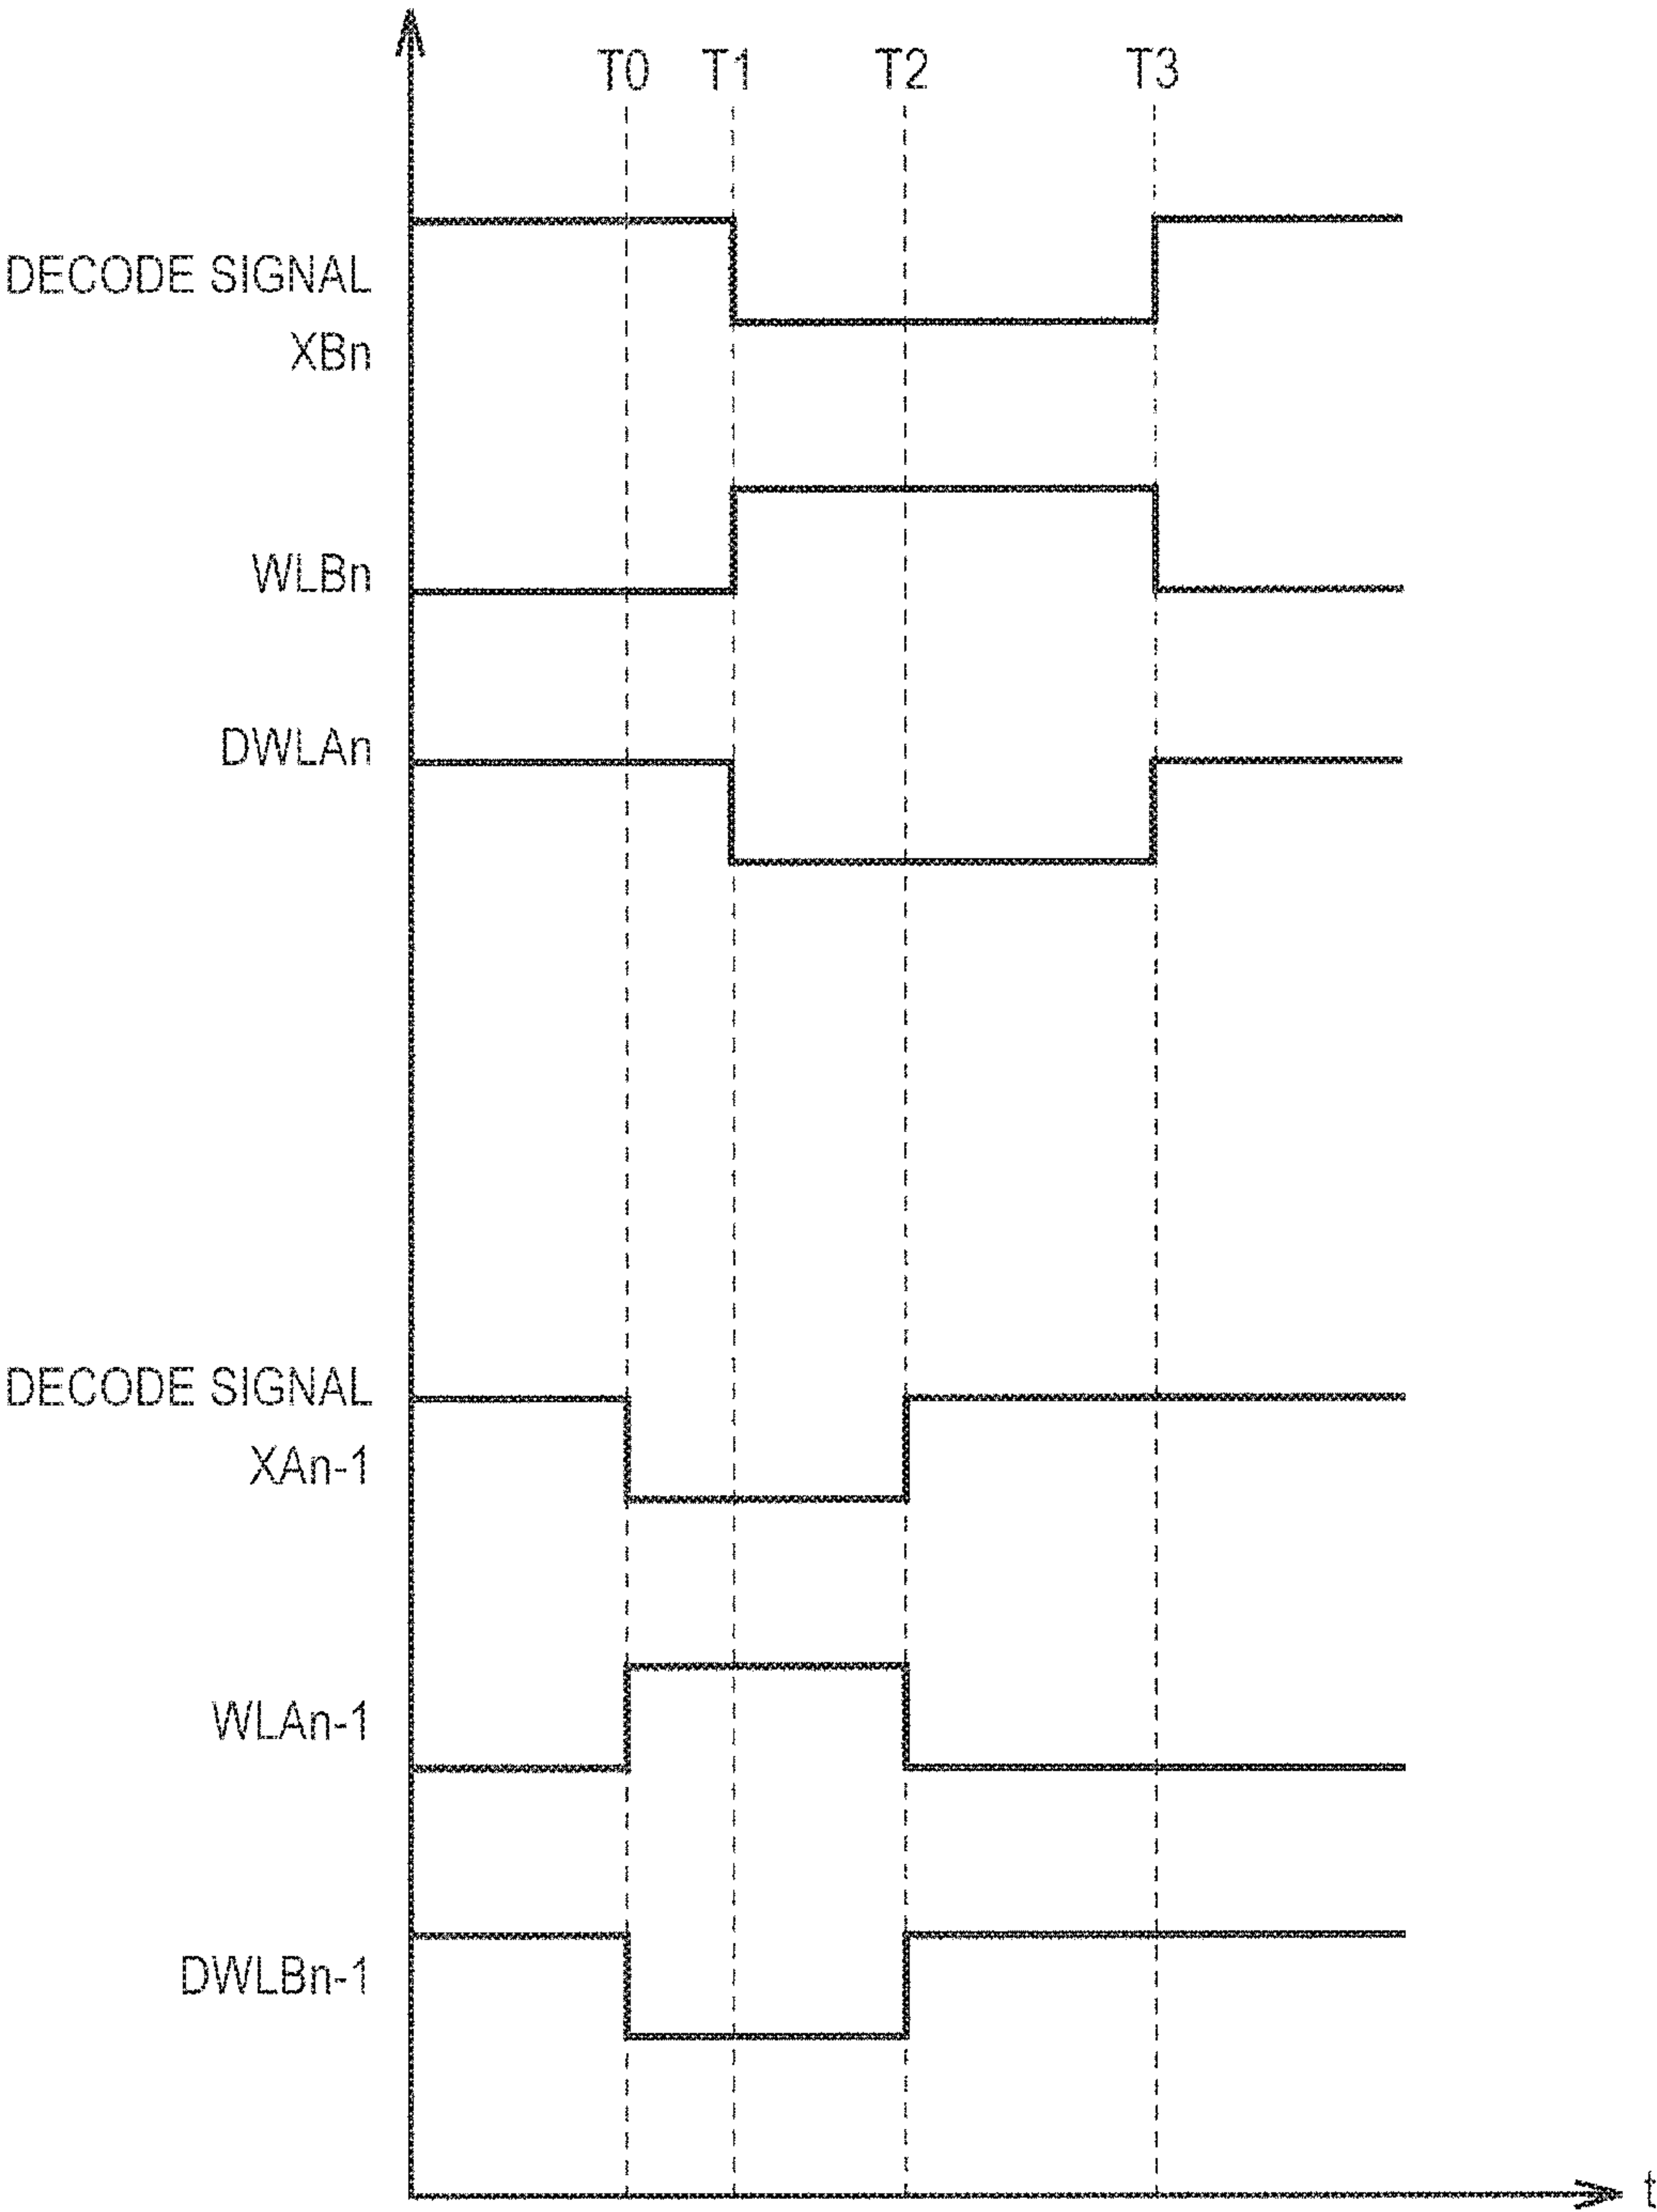 T0 T1 T2 T3
DECODE SIGNAL
XBn
WLBn
DWLAn
DECODE SIGNAL
XAn-1
WLAn-1
DWLBn-1
t